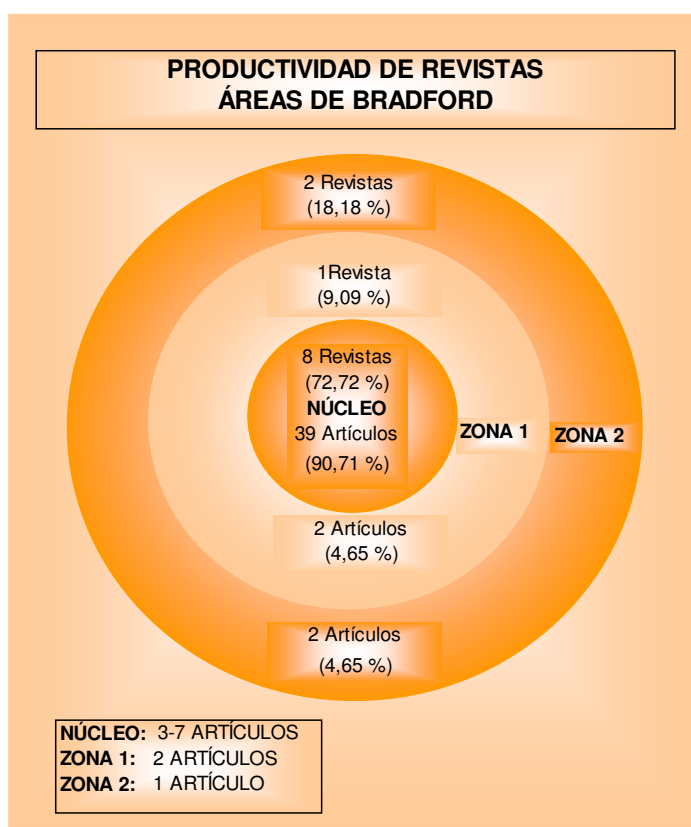 PRODUCTIVIDAD DE REVISTAS
ÁREAS DE BRADFORD
2 Revistas
(18,18 %)
1Revista
(9,09 %)
8 Revistas
(72,72 %)
NÚCLEO
39 Artículos
(90,71 %)
ZONA 1
ZONA 2
2 Artículos
(4,65 %)
2 Artículos
(4,65 %)
NÚCLEO: 3-7 ARTÍCULOS
ZONA 1: 2 ARTÍCULOS
ZONA 2: 1 ARTÍCULO